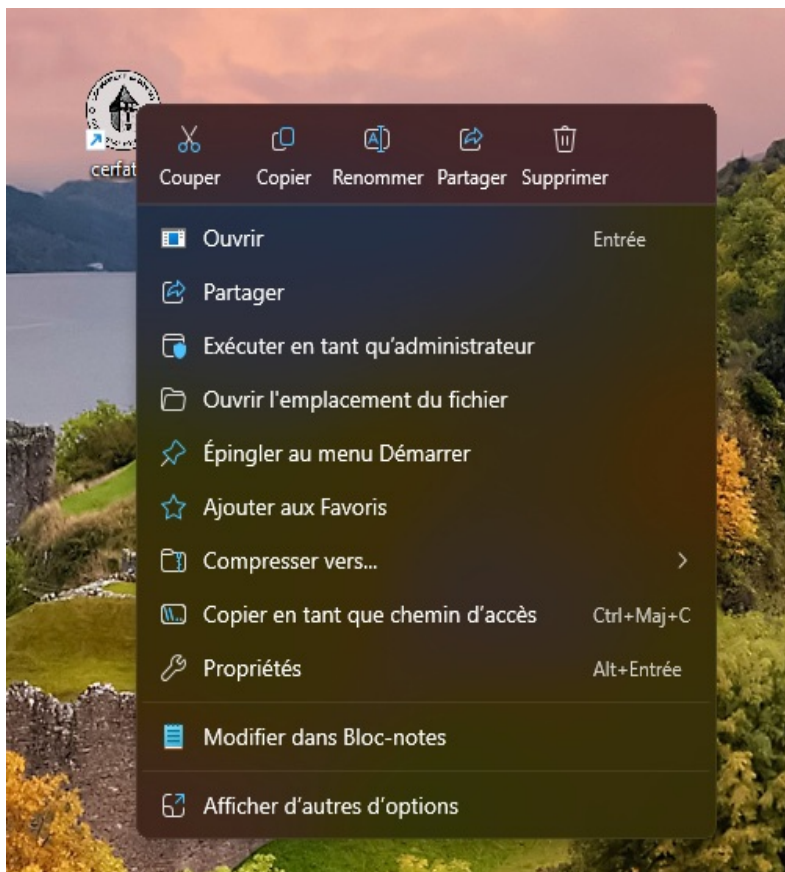 cerfat
Couper Copier Renommer Partager Supprimer
Ouvrir Entrée
Partager
Exécuter en tant qu’administrateur
Ouvrir l'emplacement du fichier
Épingler au menu Démarrer
Ajouter aux Favoris
Compresser vers...
Copier en tant que chemin d’accès Ctrl+Maj+C
Propriétés Alt+Entrée
Modifier dans Bloc-notes
Afficher d’autres d’options